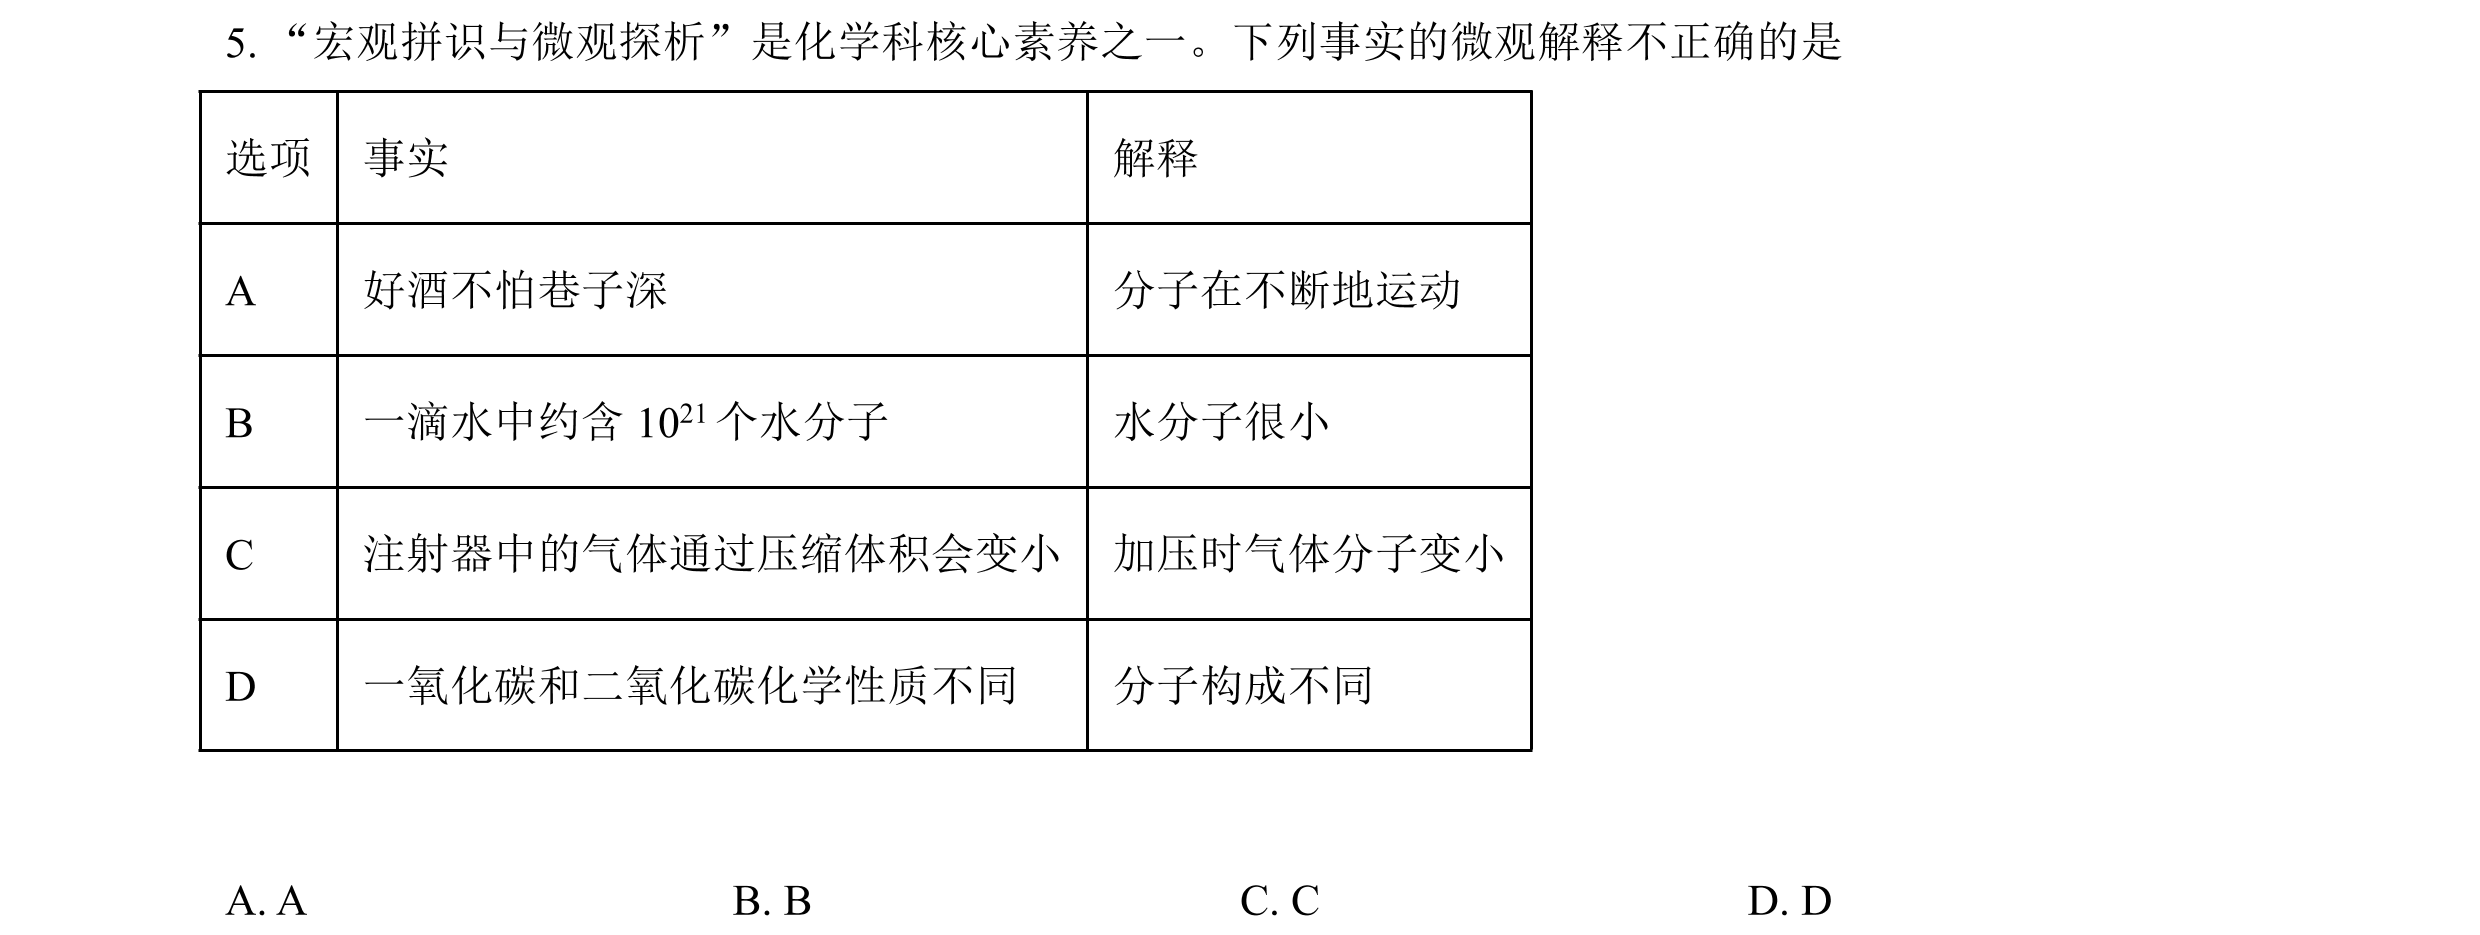 5. “宏观拼识与微观探析”是化学科核心素养之一。下列事实的微观解释不正确的是
选项 事实 解释
A 好酒不怕巷子深 分子在不断地运动
B 一滴水中约含 10²¹ 个水分子 水分子很小
C 注射器中的气体通过压缩体积会变小 加压时气体分子变小
D 一氧化碳和二氧化碳化学性质不同 分子构成不同
A. A B. B C. C D. D